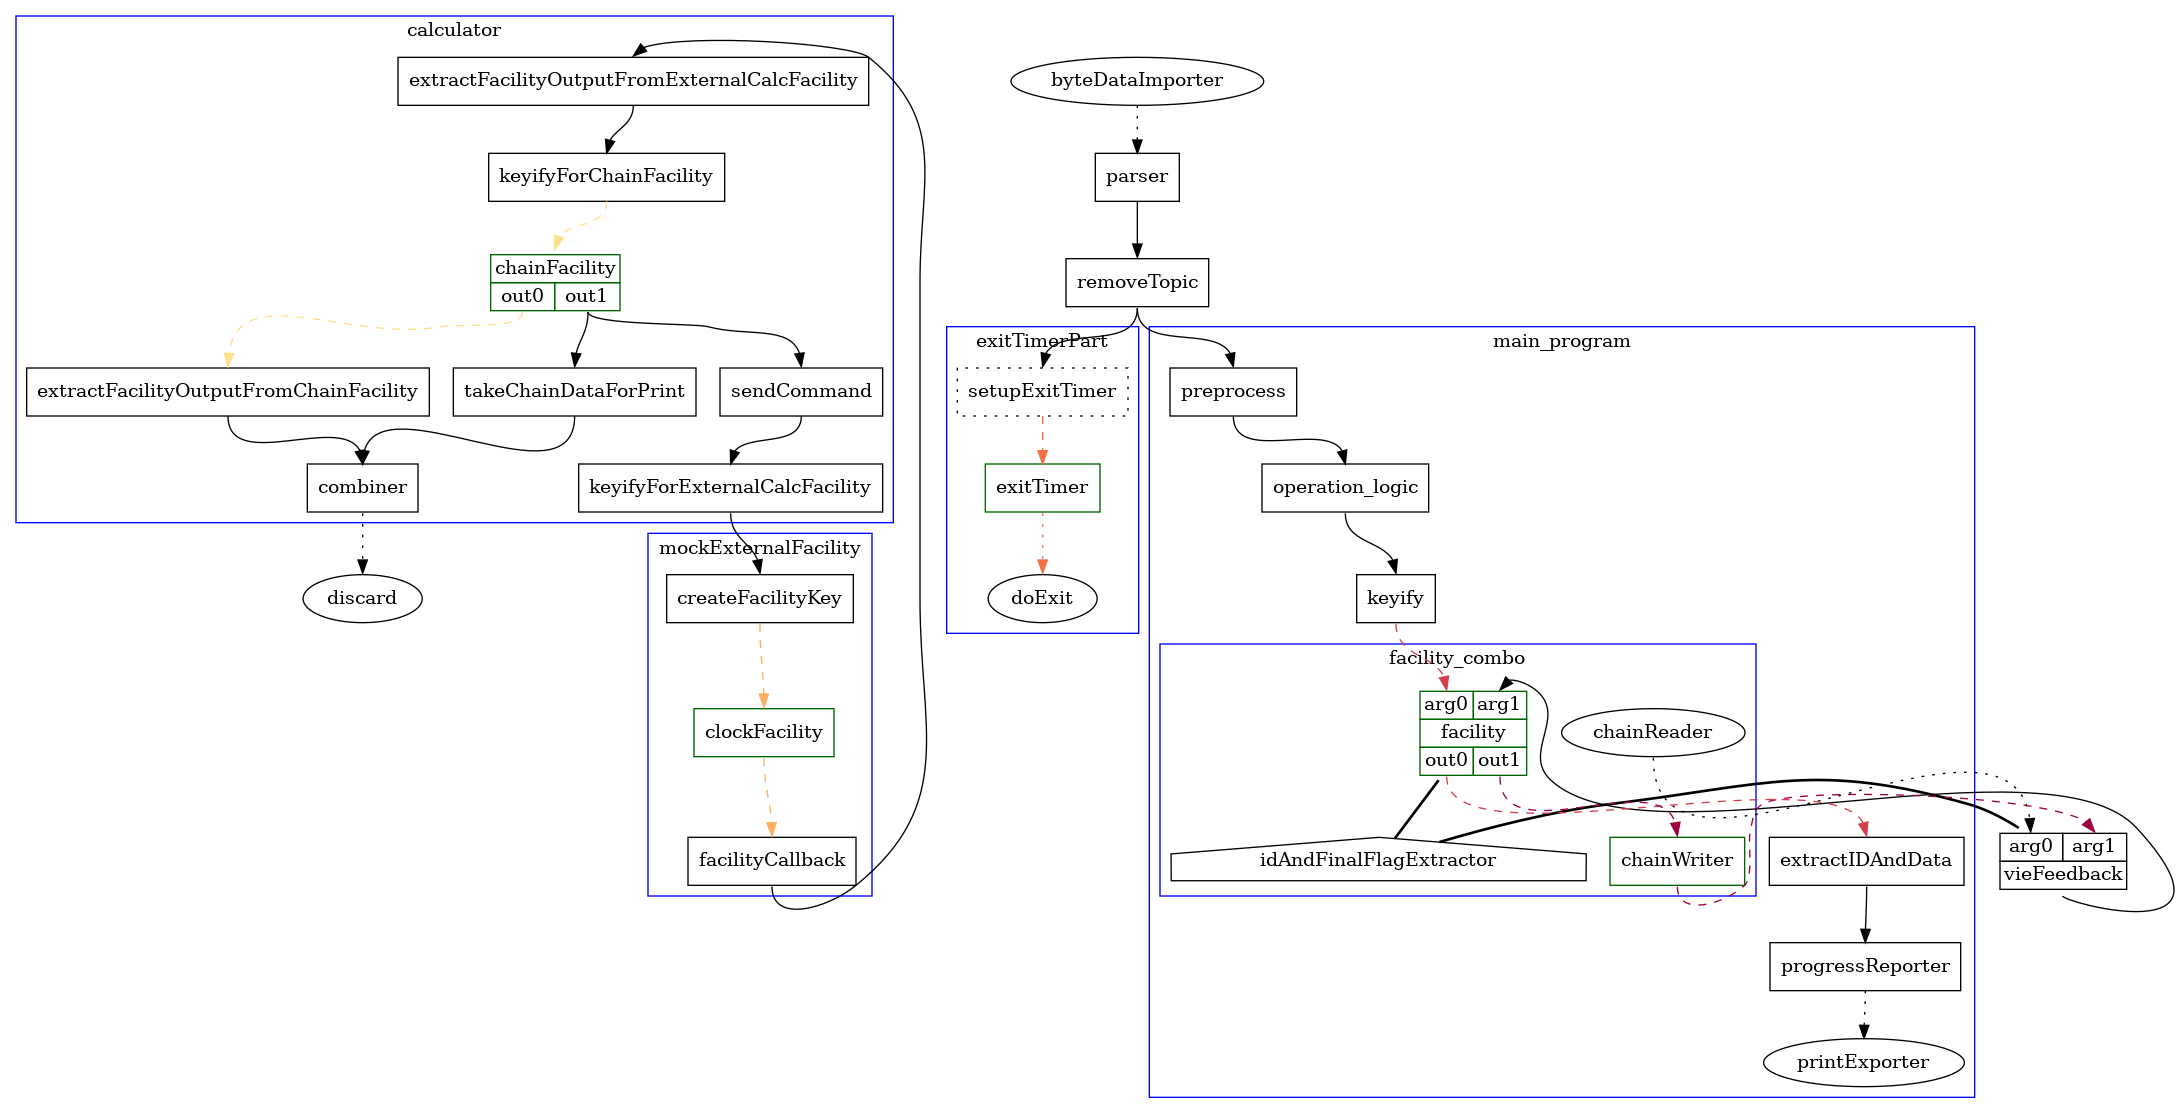 calculator
extractFacilityOutputFromExternalCalcFacility
keyifyForChainFacility
chainFacility
out0 out1
extractFacilityOutputFromChainFacility
takeChainDataForPrint
sendCommand
combiner
keyifyForExternalCalcFacility
discard
mockExternalFacility
createFacilityKey
clockFacility
facilityCallback
byteDataImporter
parser
removeTopic
exitTimerPart
setupExitTimer
exitTimer
doExit
main_program
preprocess
operation_logic
keyify
facility_combo
arg0 arg1
facility
out0 out1
chainReader
idAndFinalFlagExtractor
chainWriter
extractIDAndData
arg0 arg1
vieFeedback
progressReporter
printExporter